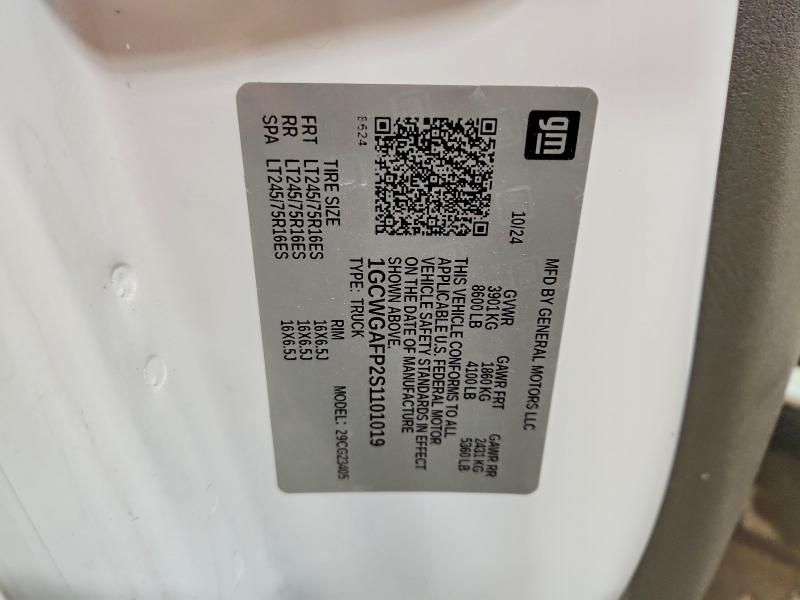 gm
MFD BY GENERAL MOTORS LLC
10/24
GVWR GAWR FRT GAWR RR
3901 KG 1860 KG 2431 KG
8600 LB 4100 LB 5360 LB
THIS VEHICLE CONFORMS TO ALL
APPLICABLE U.S. FEDERAL MOTOR
VEHICLE SAFETY STANDARDS IN EFFECT
ON THE DATE OF MANUFACTURE
SHOWN ABOVE.
1GCWGAFP2S1101019
TYPE: TRUCK MODEL: 29CG23405
8624
TIRE SIZE RIM
FRT LT245/75R16ES 16X6.5J
RR LT245/75R16ES 16X6.5J
SPA LT245/75R16ES 16X6.5J